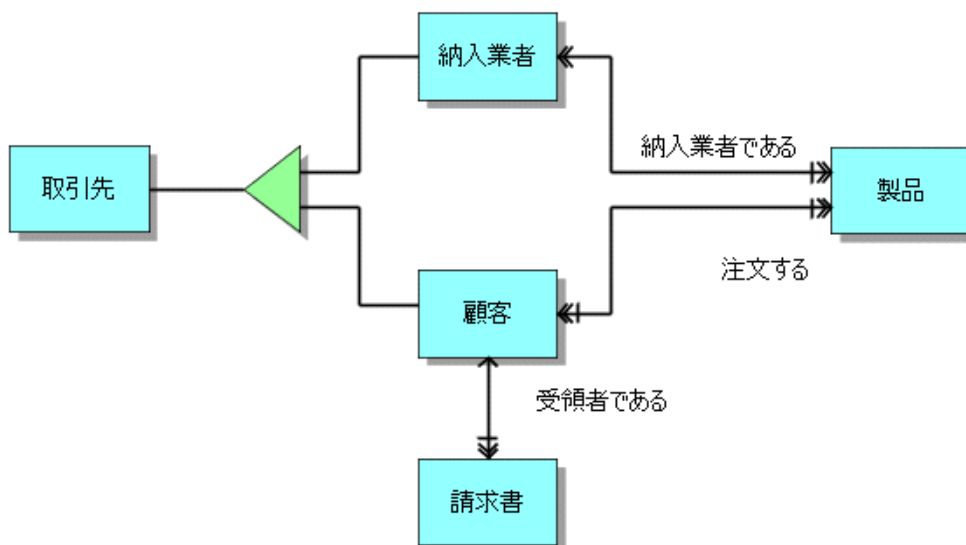 納入業者
納入業者である
取引先
製品
注文する
顧客
受領者である
請求書